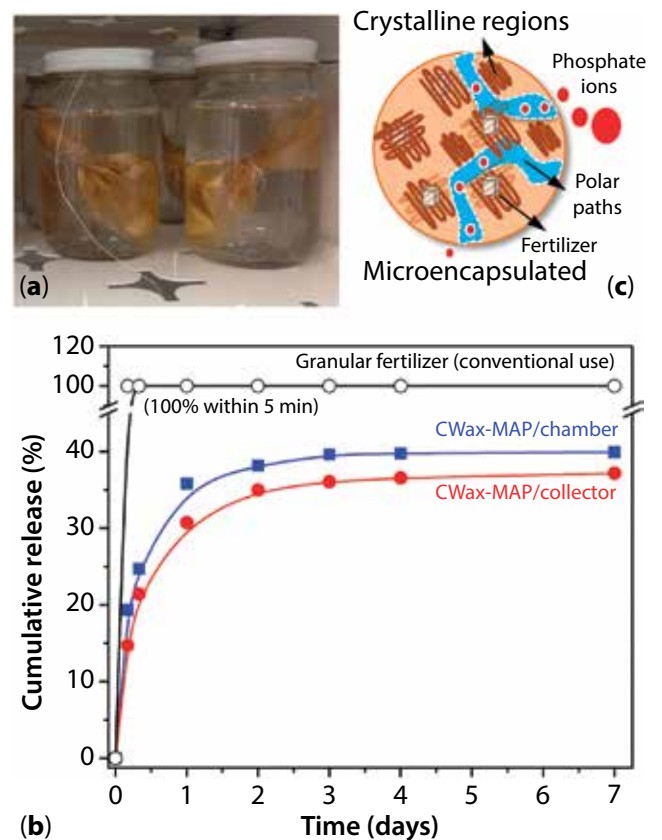 Crystalline regions
Phosphate
ions
Polar
paths
Fertilizer
Microencapsulated
(a)
(c)
120
100
40
30
20
10
0
Cumulative release (%)
Granular fertilizer (conventional use)
(100% within 5 min)
CWax-MAP/chamber
CWax-MAP/collector
0 1 2 3 4 5 6 7
Time (days)
(b)